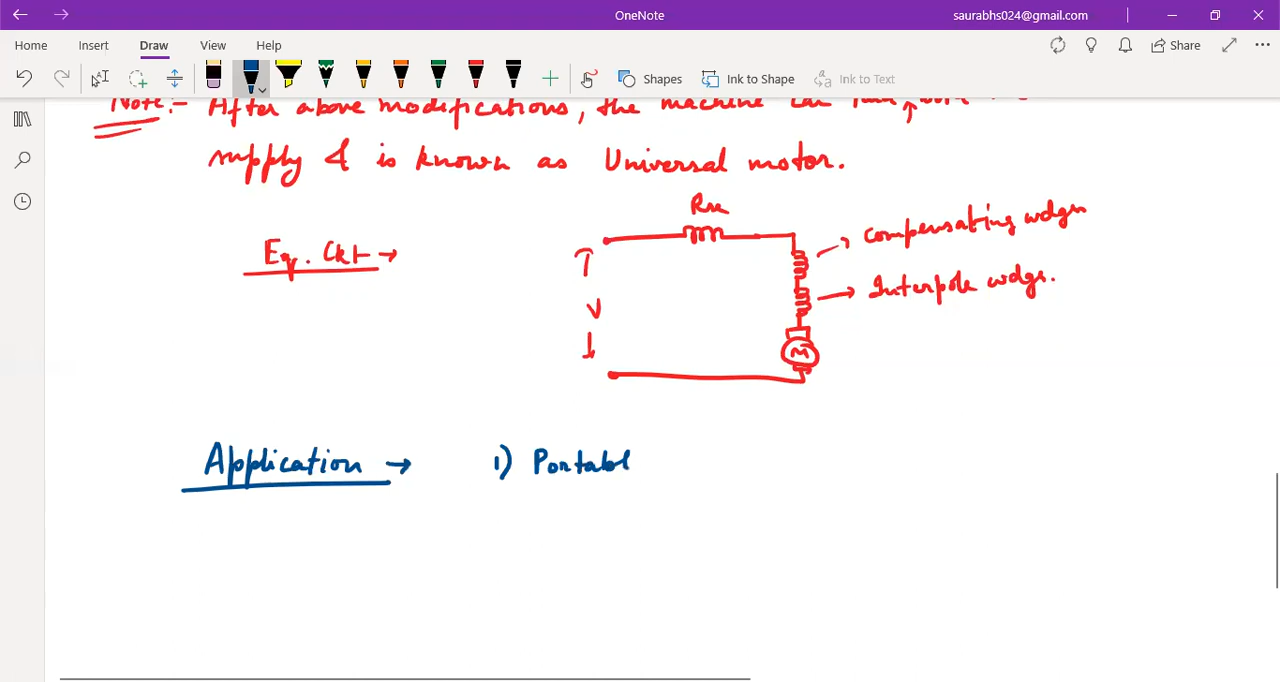 OneNote
saurabhs024@gmail.com
Home Insert Draw View Help
Share
Shapes Ink to Shape Ink to Text
Note:- After above modifications, the machine can
supply & is known as Universal motor.
Eq. Ckt →
Rse
V
M
→ Compensating wdgs
→ Interpole wdgs.
Application → 1) Portabl